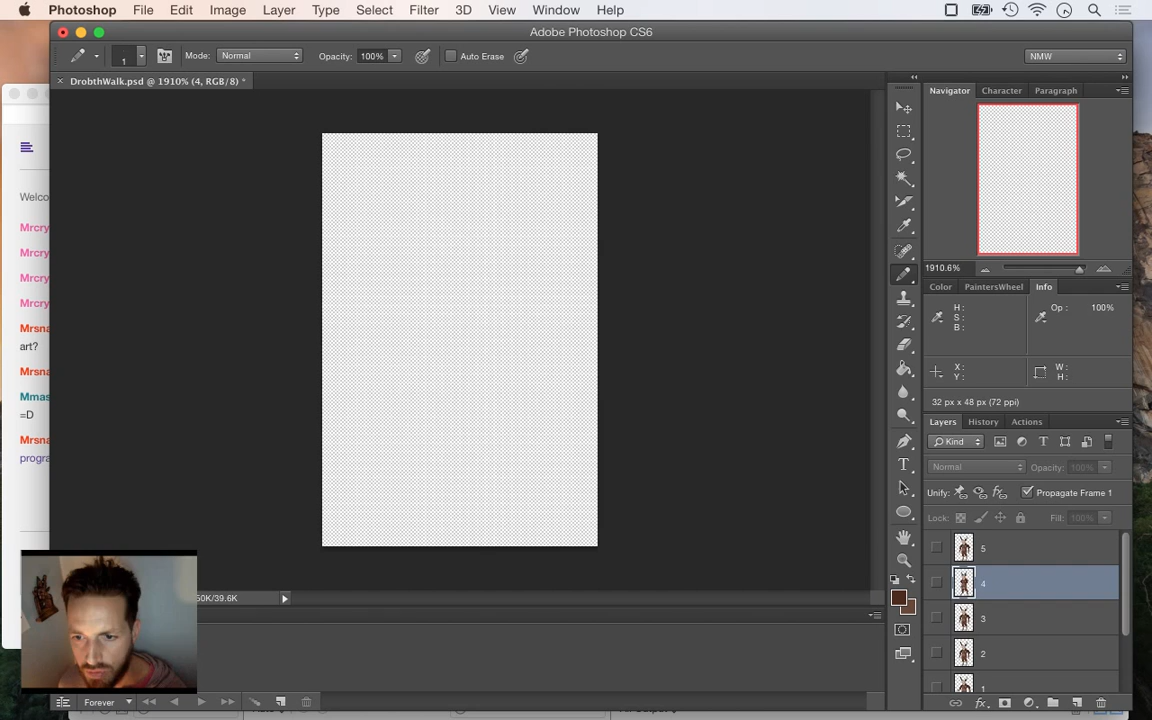 Photoshop File Edit Image Layer Type Select Filter 3D View Window Help
Adobe Photoshop CS6
1 Mode: Normal Opacity: 100% Auto Erase NMW
× DrobthWalk.psd @ 1910% (4, RGB/8) *
Navigator Character Paragraph
1910.6%
Color PaintersWheel Info
H: Op: 100%
S:
B:
X: W:
Y: H:
32 px x 48 px (72 ppi)
Layers History Actions
Kind
Normal Opacity: 100%
Unify: Propagate Frame 1
Lock: Fill: 100%
5
4
3
2
1
Welco
Mrcry
Mrcry
Mrcry
Mrcry
Mrsna
art?
Mrsna
Mmas
=D
Mrsna
progra
50K/39.6K
Forever